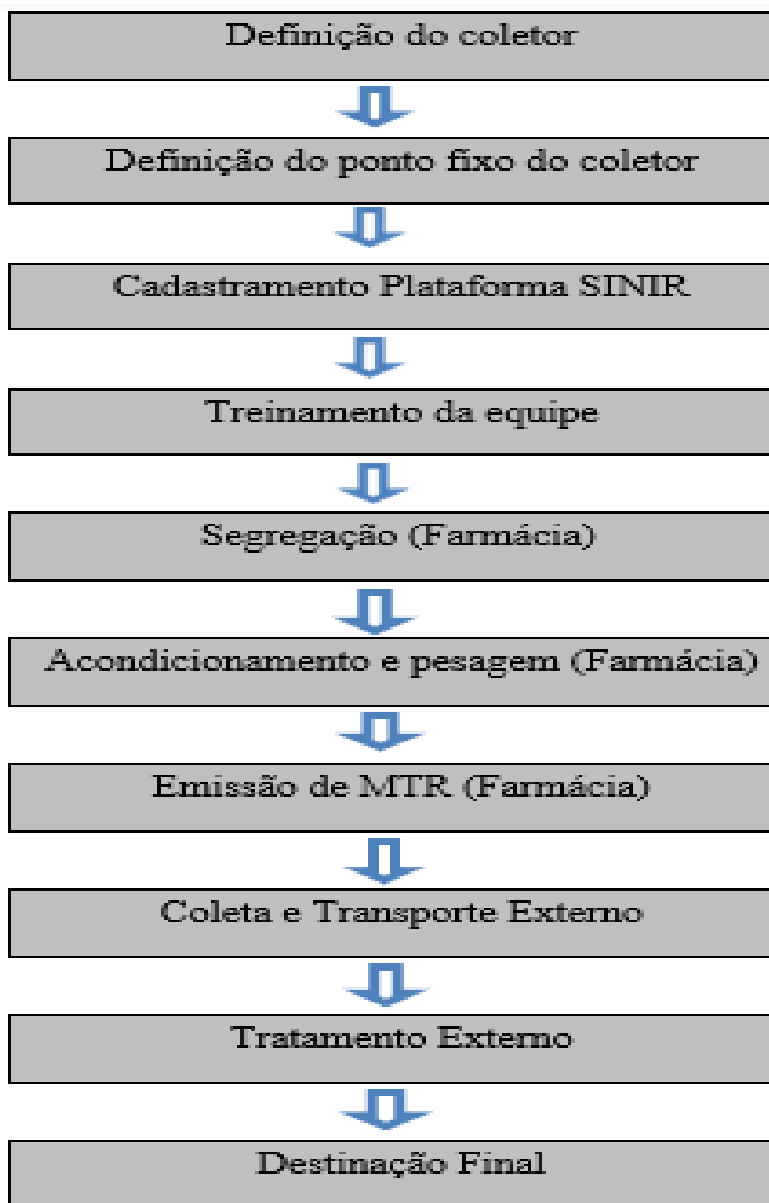 Definição do coletor
Definição do ponto fixo do coletor
Cadastramento Plataforma SINIR
Treinamento da equipe
Segregação (Farmácia)
Acondicionamento e pesagem (Farmácia)
Emissão de MTR (Farmácia)
Coleta e Transporte Externo
Tratamento Externo
Destinação Final